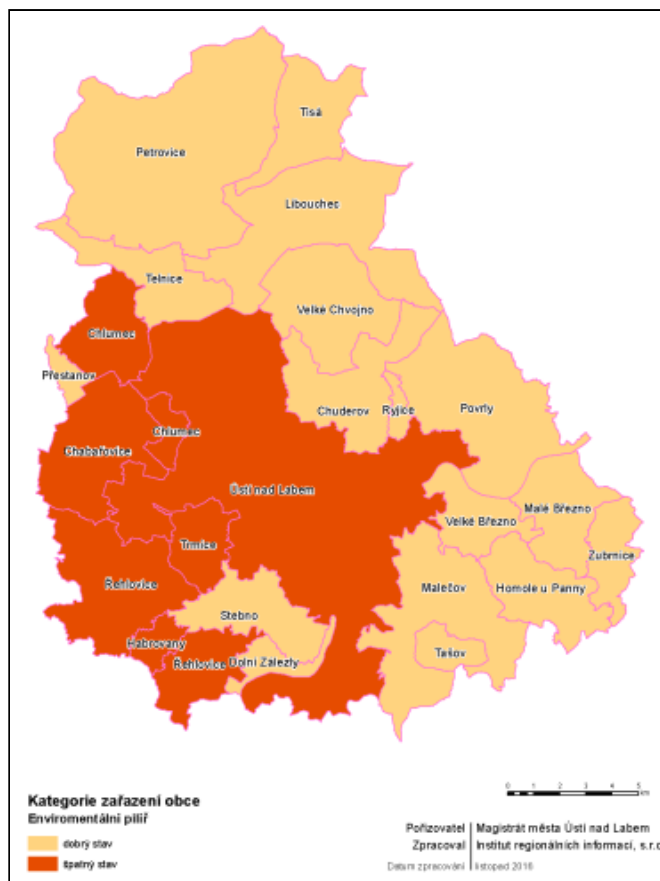 Tisá
Petrovice
Libouchec
Telnice
Velké Chvojno
Chlumec
Přestanov
Chuderov
Ryjice
Povrly
Chlumec
Chabařovice
Ústí nad Labem
Malé Březno
Velké Březno
Trmice
Zubrnice
Řehlovice
Malečov
Homole u Panny
Stebno
Habrovany
Řehlovice
Dolní Zálezly
Tašov
0 1 2 3 4 5
km
Kategorie zařazení obce
Enviromentální pilíř
dobrý stav
špatný stav
Pořizovatel Magistrát města Ústí nad Labem
Zpracoval Institut regionálních informací, s.r.o
Datum zpracování listopad 2016